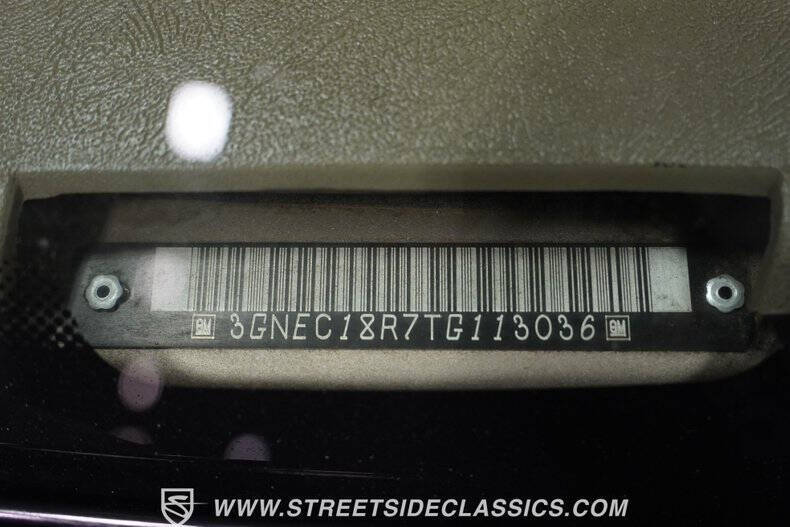 GM 3GNEC18R7TG113036 GM
WWW.STREETSIDECLASSICS.COM